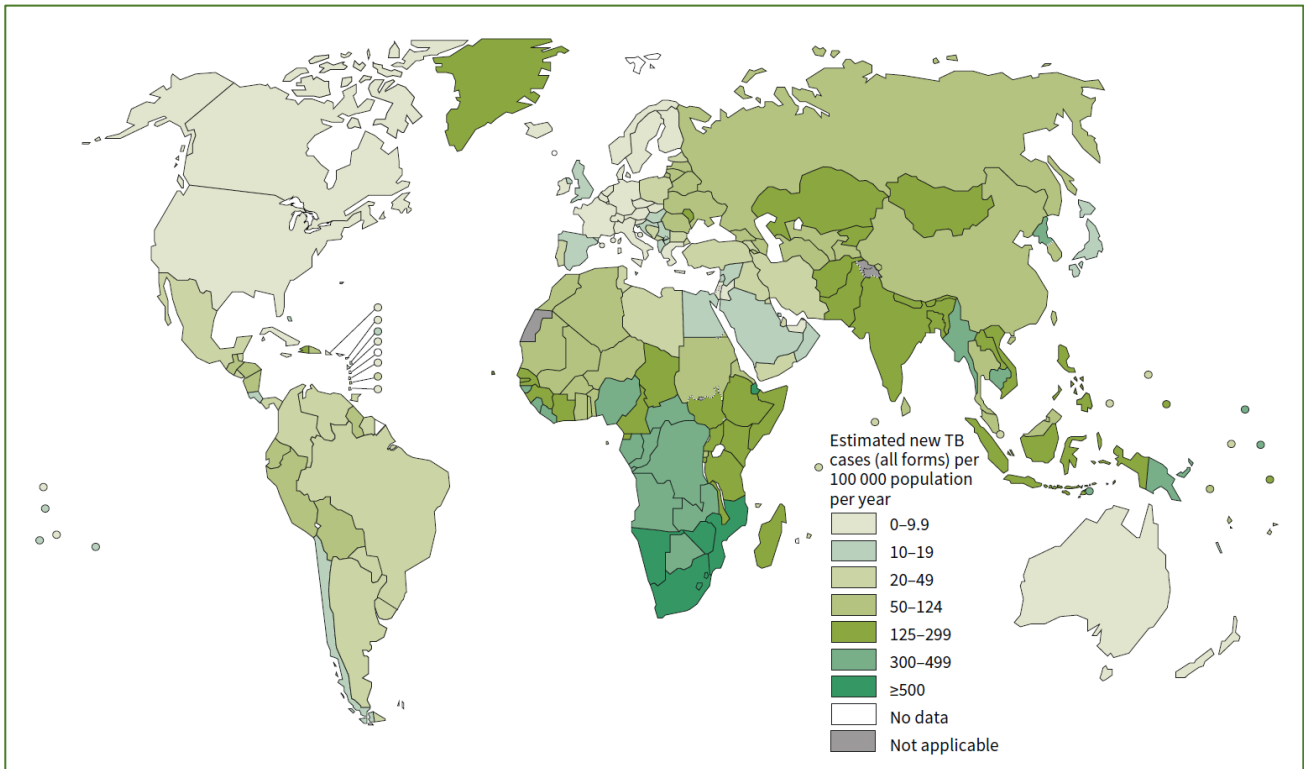 Estimated new TB
cases (all forms) per
100 000 population
per year
0–9.9
10–19
20–49
50–124
125–299
300–499
≥500
No data
Not applicable